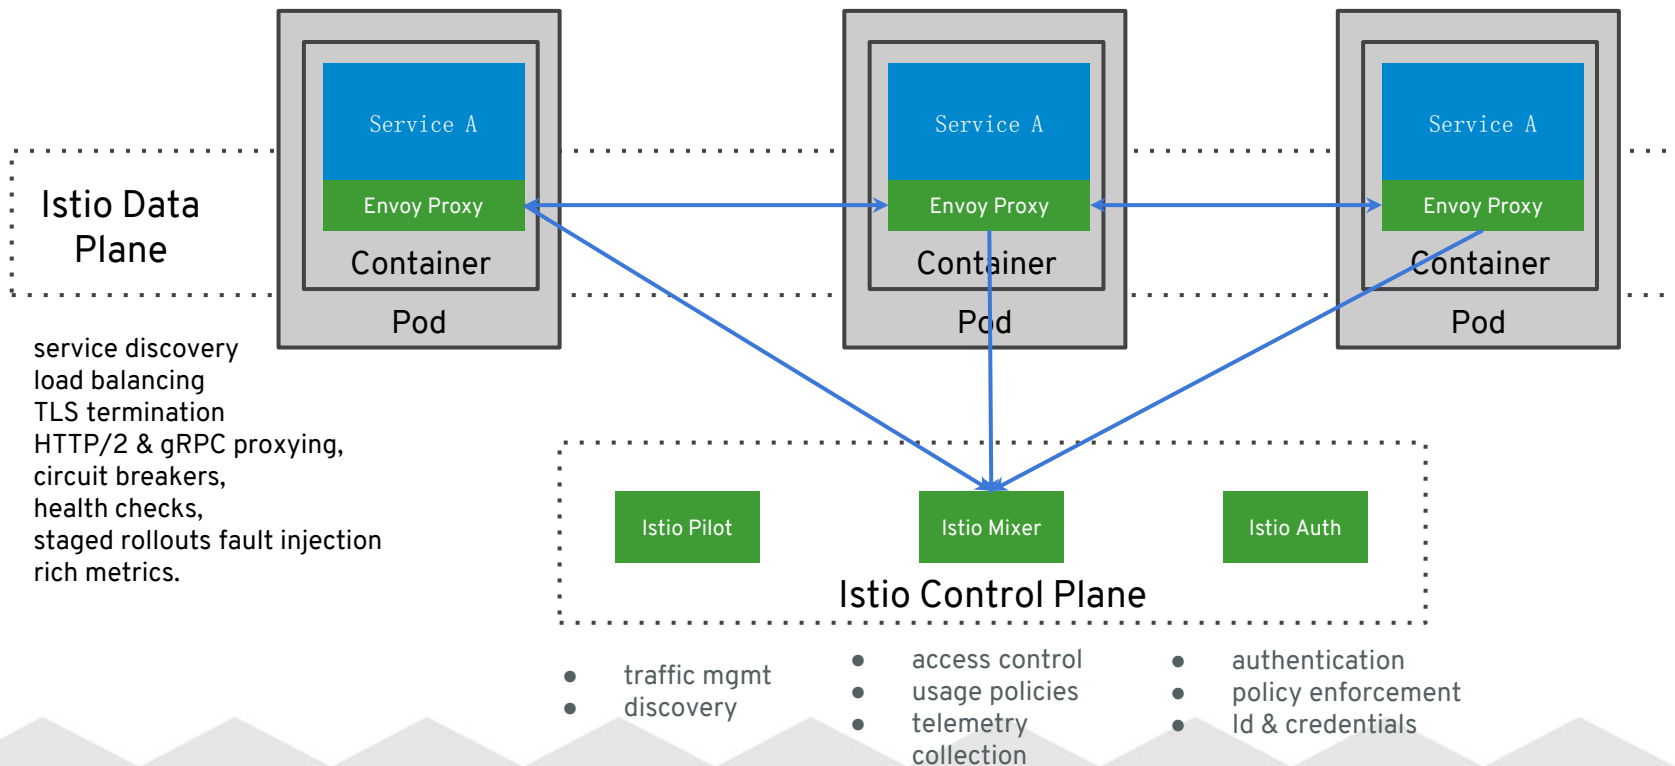 Service A
Service A
Service A
Istio Data
Plane
Envoy Proxy
Envoy Proxy
Envoy Proxy
Container
Container
Container
Pod
Pod
Pod
service discovery
load balancing
TLS termination
HTTP/2 & gRPC proxying,
circuit breakers,
health checks,
staged rollouts fault injection
rich metrics.
Istio Pilot
Istio Mixer
Istio Auth
Istio Control Plane
● traffic mgmt
● discovery
● access control
● usage policies
● telemetry
collection
● authentication
● policy enforcement
● Id & credentials